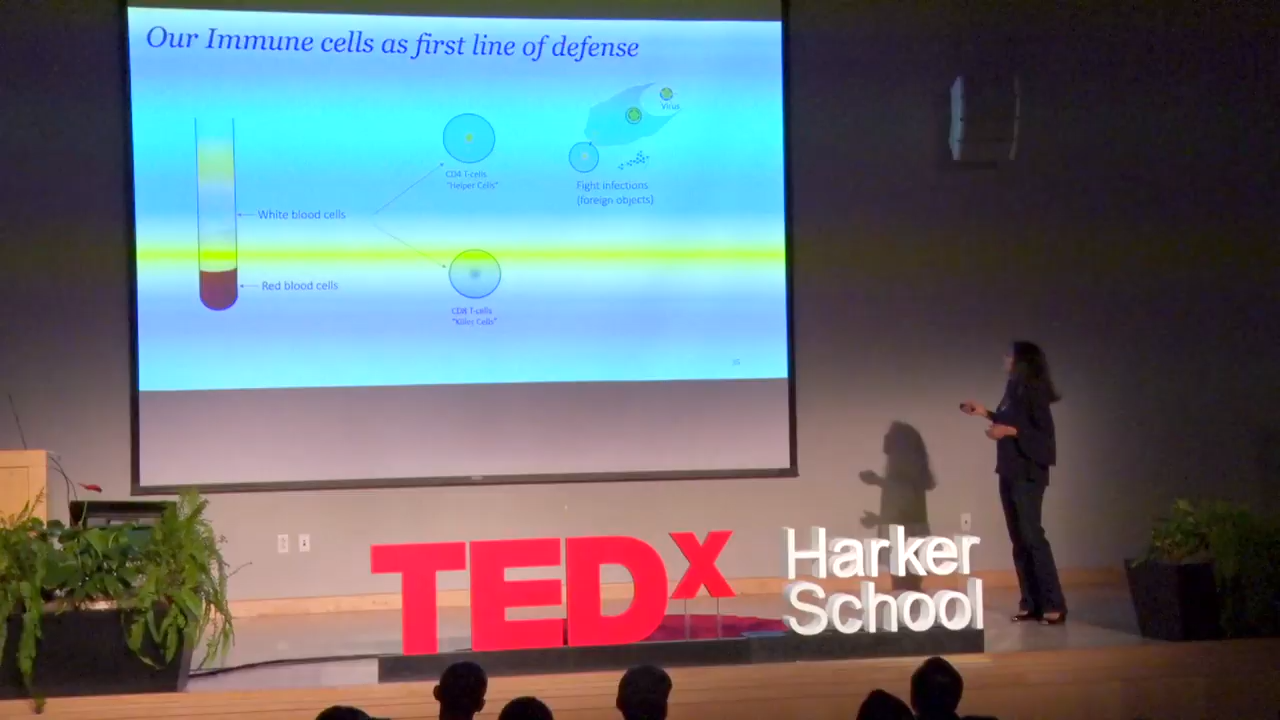 Our Immune cells as first line of defense
Virus
CD4 T-cells
"Helper Cells"
Fight infections
(foreign objects)
White blood cells
Red blood cells
CD8 T-cells
"Killer Cells"
TEDx
Harker
School